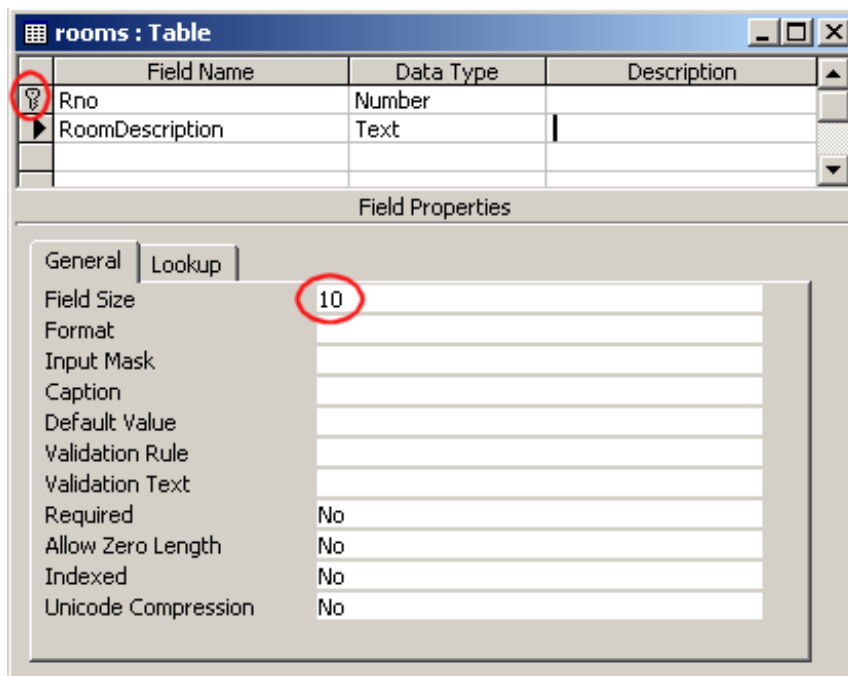 rooms : Table
Field Name Data Type Description
Rno Number
RoomDescription Text
Field Properties
General Lookup
Field Size 10
Format
Input Mask
Caption
Default Value
Validation Rule
Validation Text
Required No
Allow Zero Length No
Indexed No
Unicode Compression No